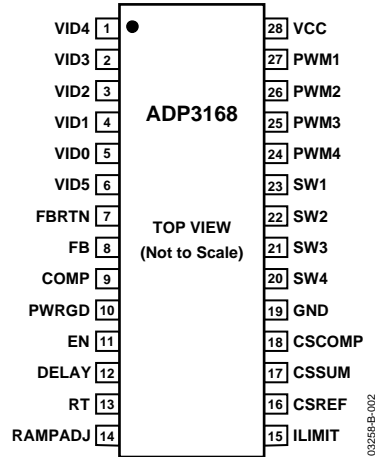 VID4 1 28 VCC
VID3 2 27 PWM1
VID2 3 26 PWM2
ADP3168
VID1 4 25 PWM3
VID0 5 24 PWM4
VID5 6 23 SW1
FBRTN 7 22 SW2
TOP VIEW
FB 8 21 SW3
(Not to Scale)
COMP 9 20 SW4
PWRGD 10 19 GND
EN 11 18 CSCOMP
DELAY 12 17 CSSUM
RT 13 16 CSREF
RAMPADJ 14 15 ILIMIT
03258-B-002